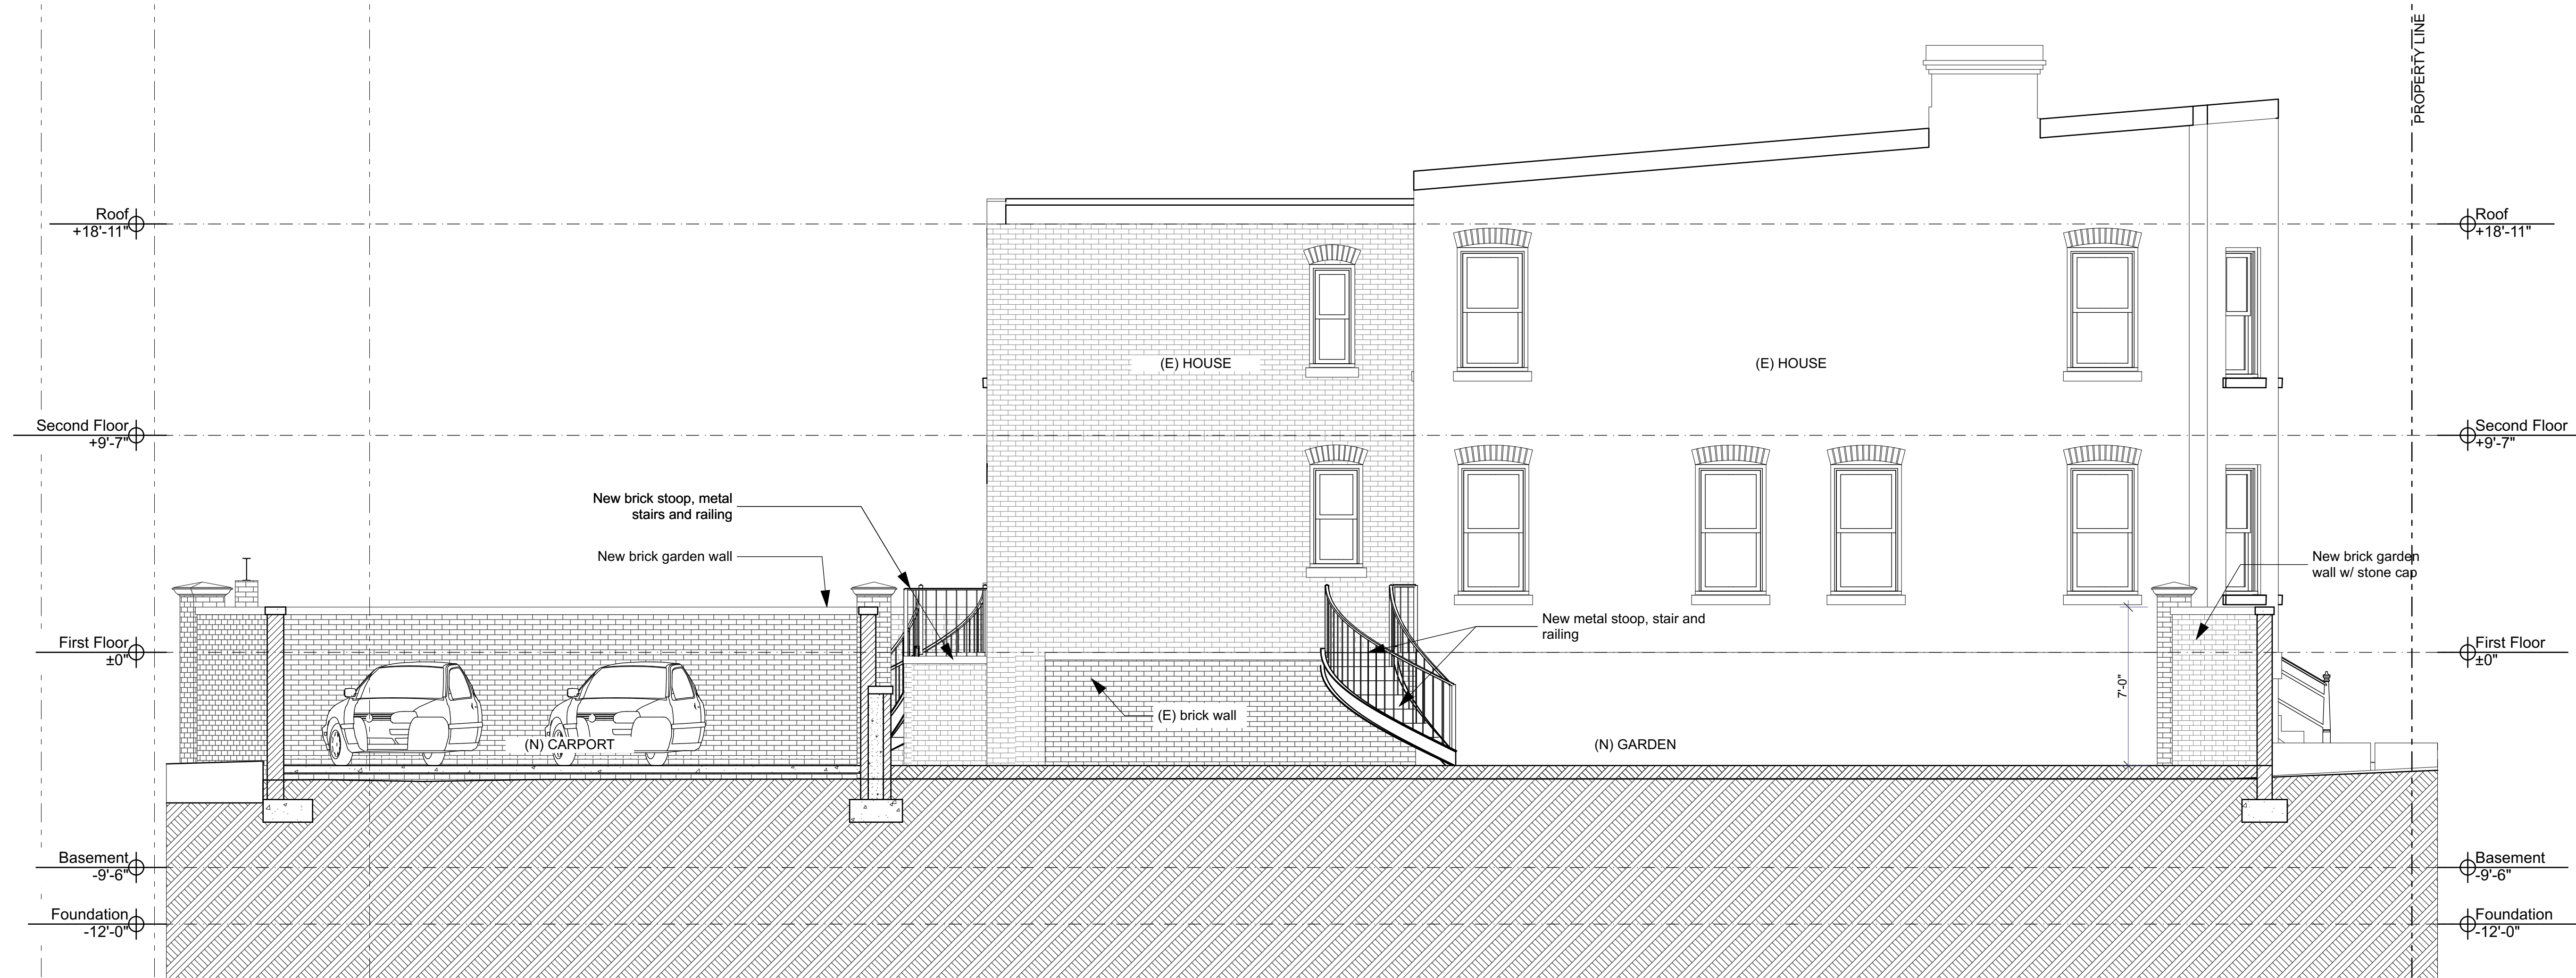 PROPERTY LINE
Roof
+18'-11"
Roof
+18'-11"
(E) HOUSE
(E) HOUSE
Second Floor
+9'-7"
Second Floor
+9'-7"
New brick stoop, metal
stairs and railing
New brick garden wall
New brick garden
wall w/ stone cap
New metal stoop, stair and
railing
First Floor
±0"
First Floor
±0"
7'-0"
(E) brick wall
(N) CARPORT
(N) GARDEN
Basement
-9'-6"
Basement
-9'-6"
Foundation
-12'-0"
Foundation
-12'-0"